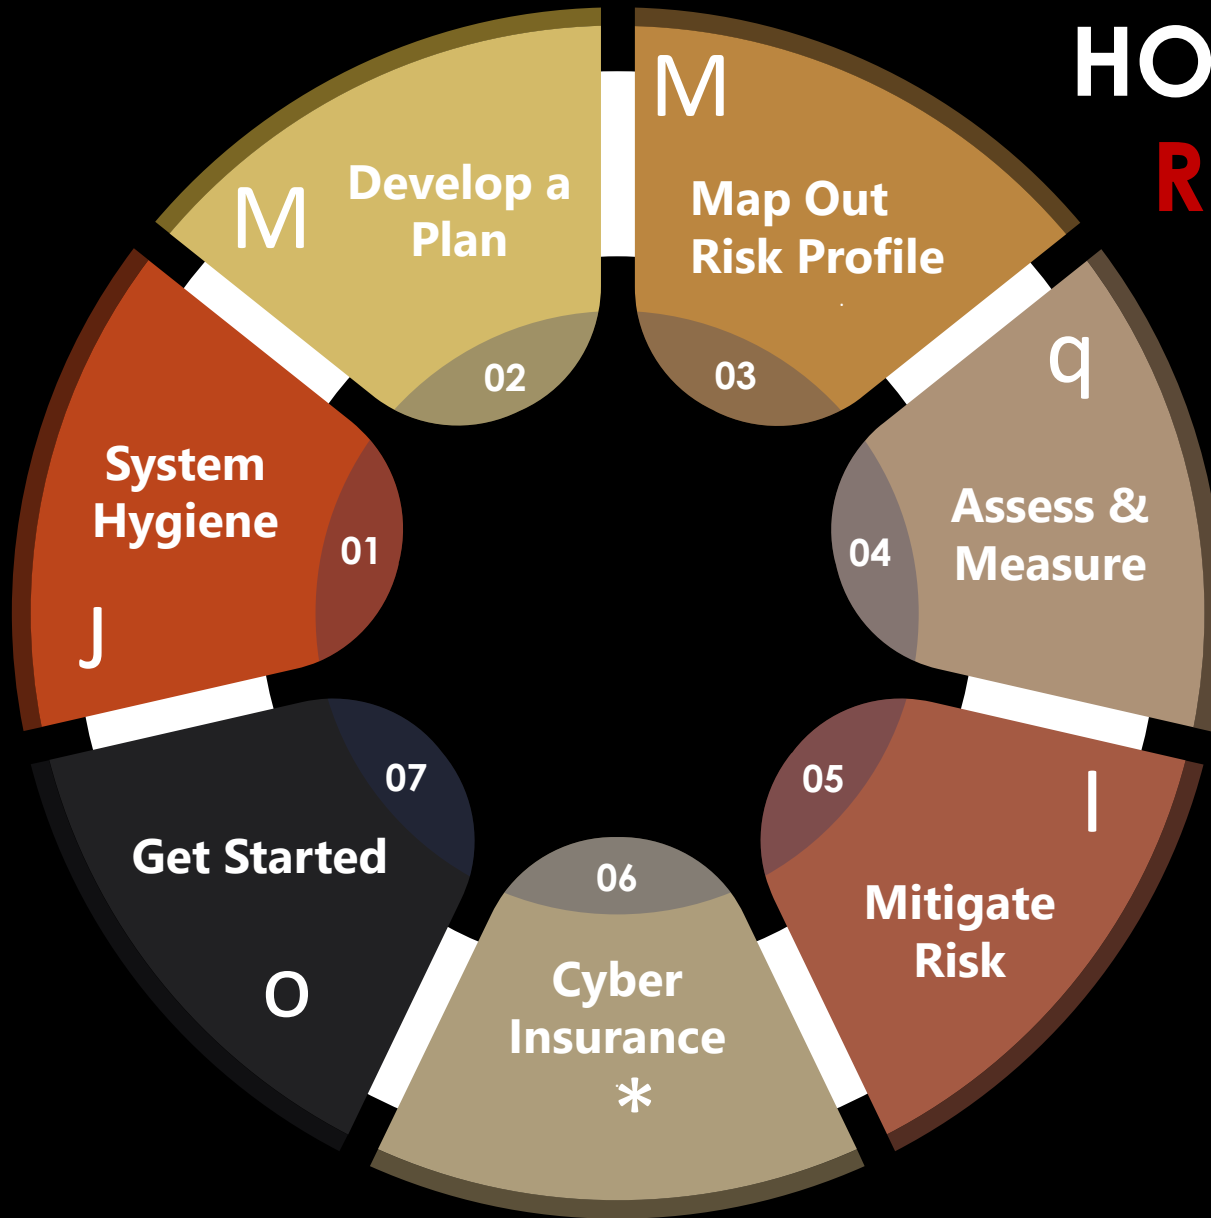 HO
R
M
Develop a
Plan
02
M
Map Out
Risk Profile
03
q
Assess &
Measure
04
l
Mitigate
Risk
05
06
Cyber
Insurance
*
07
Get Started
o
System
Hygiene
01
J